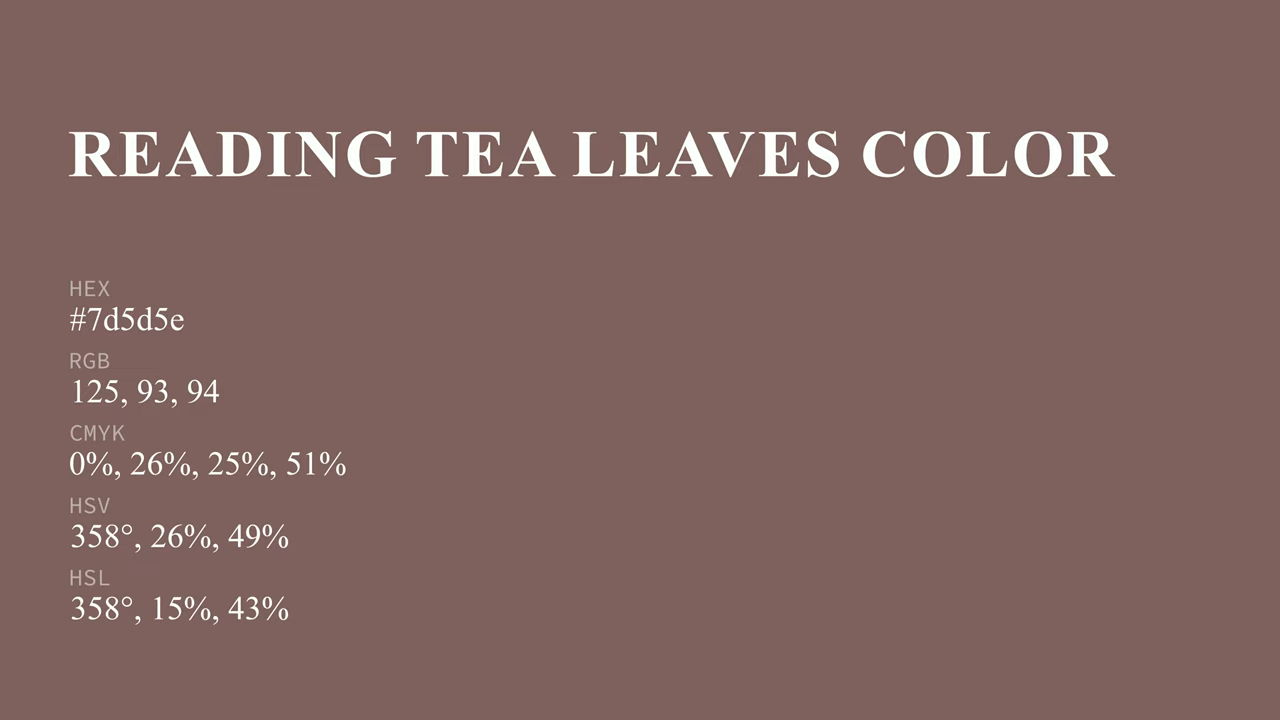 READING TEA LEAVES COLOR
HEX
#7d5d5e
RGB
125, 93, 94
CMYK
0%, 26%, 25%, 51%
HSV
358°, 26%, 49%
HSL
358°, 15%, 43%